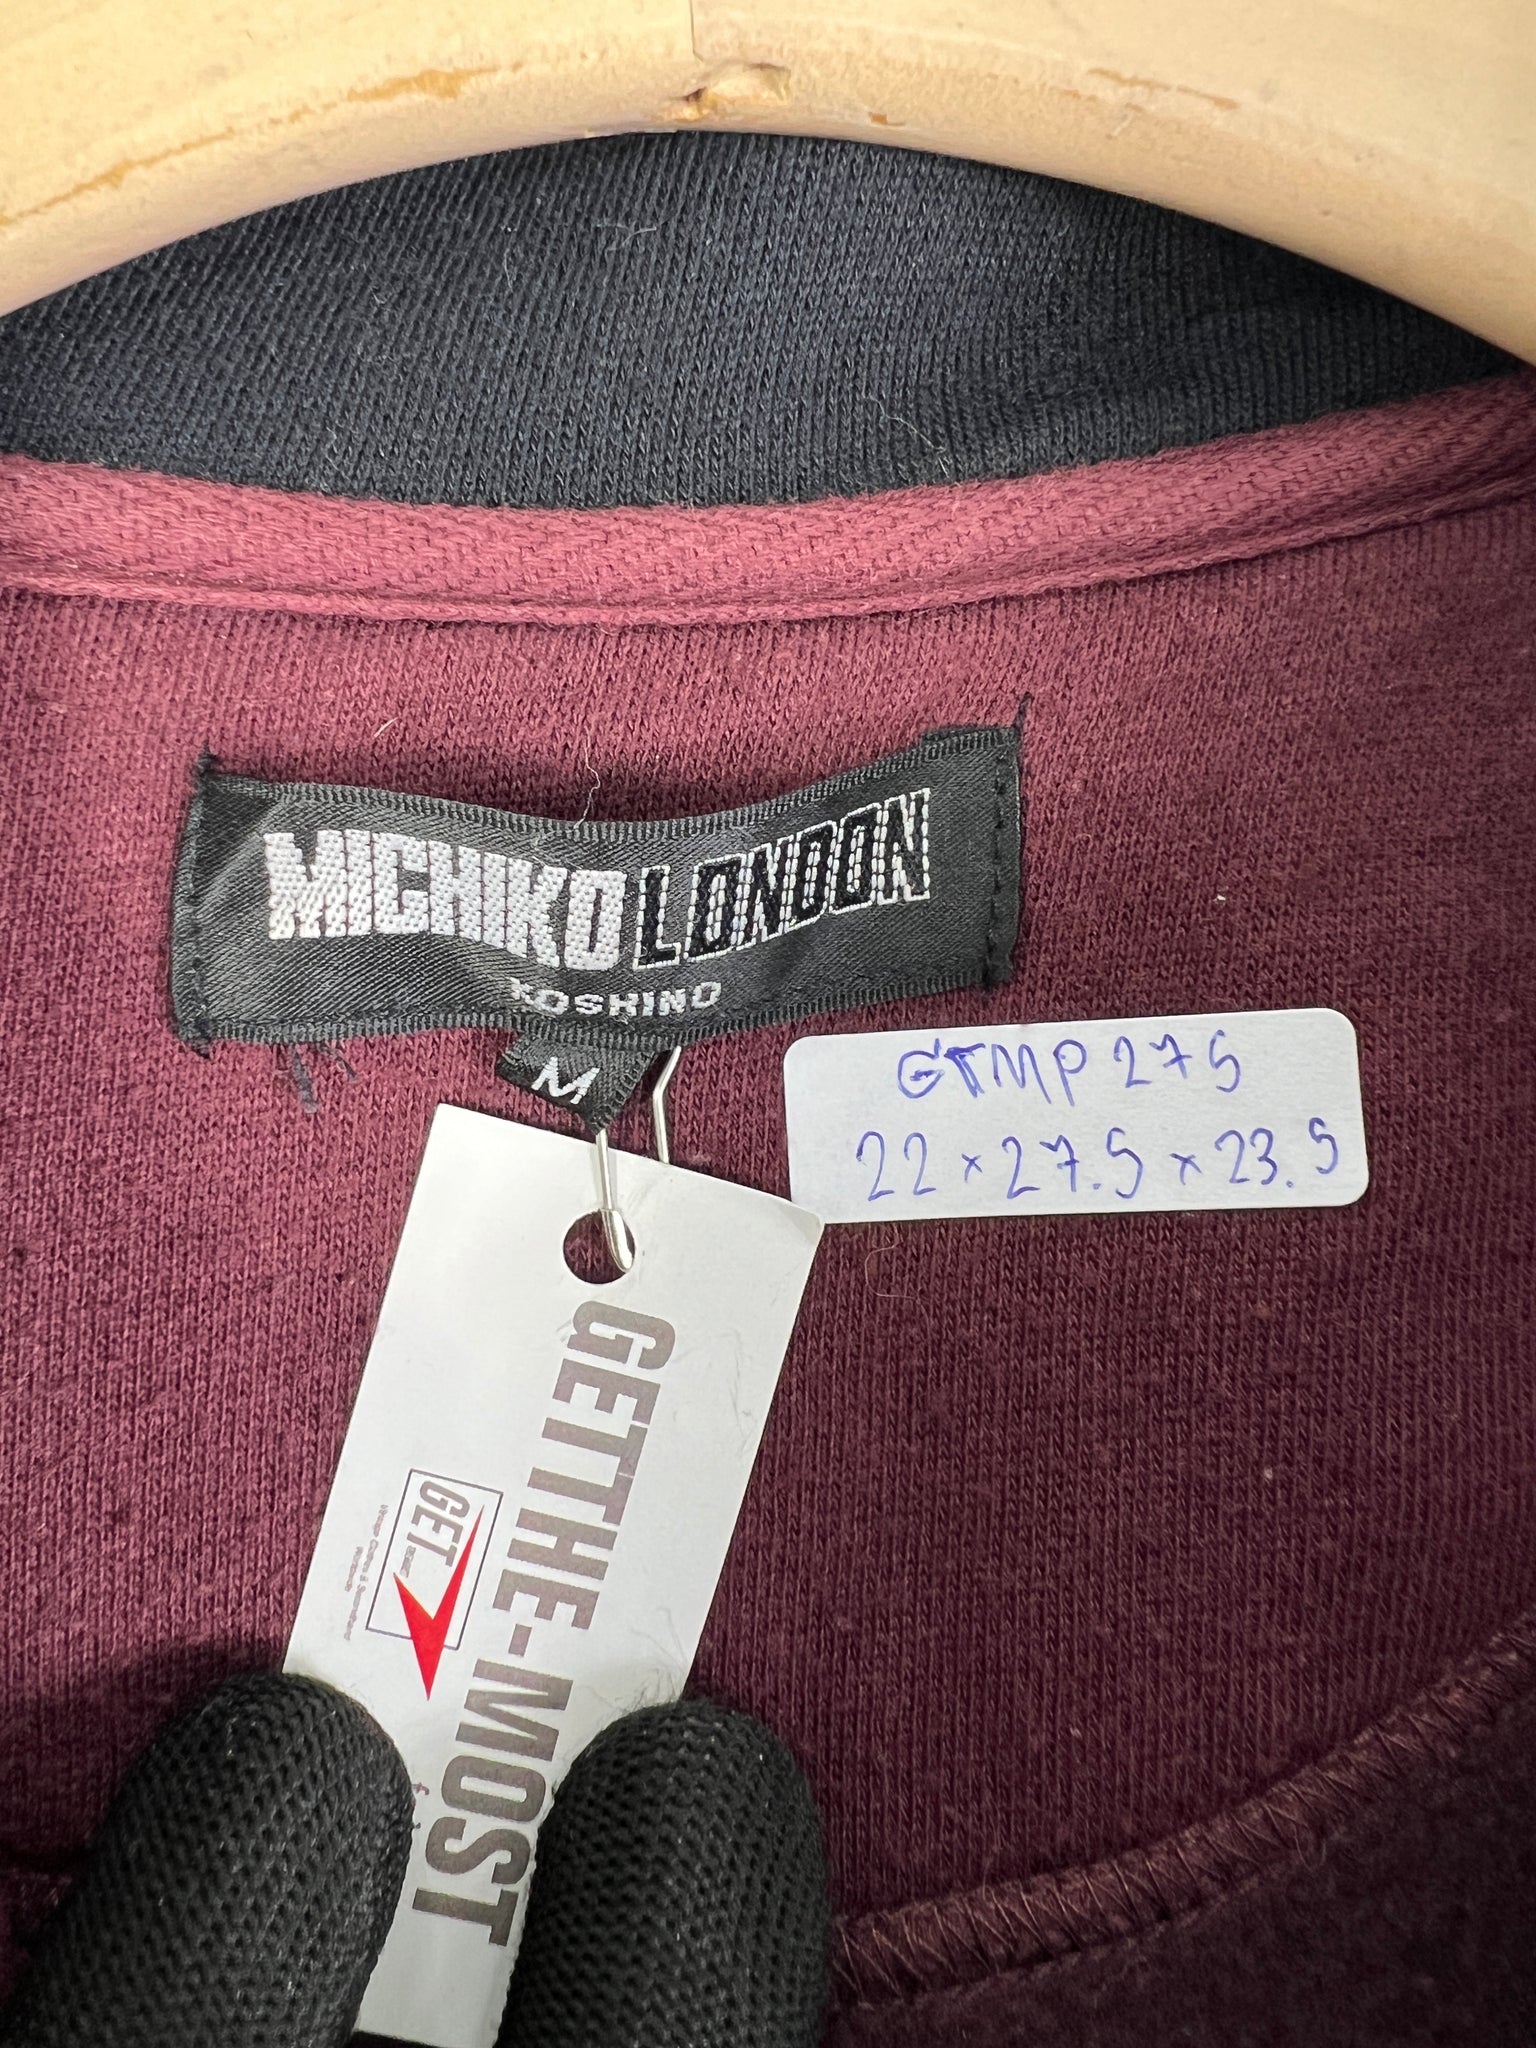 MICHIKO LONDON
KOSHINO
M
GTMP 275
22 x 27.5 x 23.5
GETTHE-MOST
GET